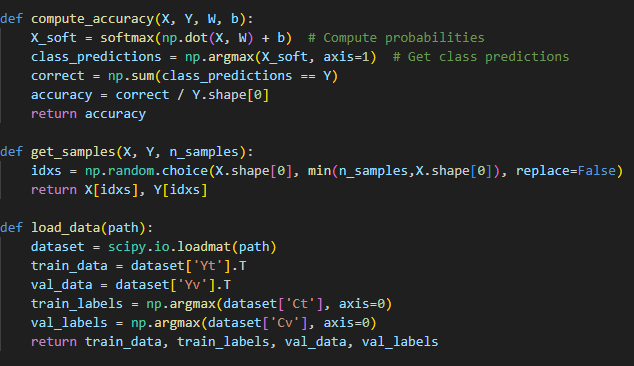 def compute_accuracy(X, Y, W, b):
    X_soft = softmax(np.dot(X, W) + b)  # Compute probabilities
    class_predictions = np.argmax(X_soft, axis=1)  # Get class predictions
    correct = np.sum(class_predictions == Y)
    accuracy = correct / Y.shape[0]
    return accuracy

def get_samples(X, Y, n_samples):
    idxs = np.random.choice(X.shape[0], min(n_samples,X.shape[0]), replace=False)
    return X[idxs], Y[idxs]

def load_data(path):
    dataset = scipy.io.loadmat(path)
    train_data = dataset['Yt'].T
    val_data = dataset['Yv'].T
    train_labels = np.argmax(dataset['Ct'], axis=0)
    val_labels = np.argmax(dataset['Cv'], axis=0)
    return train_data, train_labels, val_data, val_labels